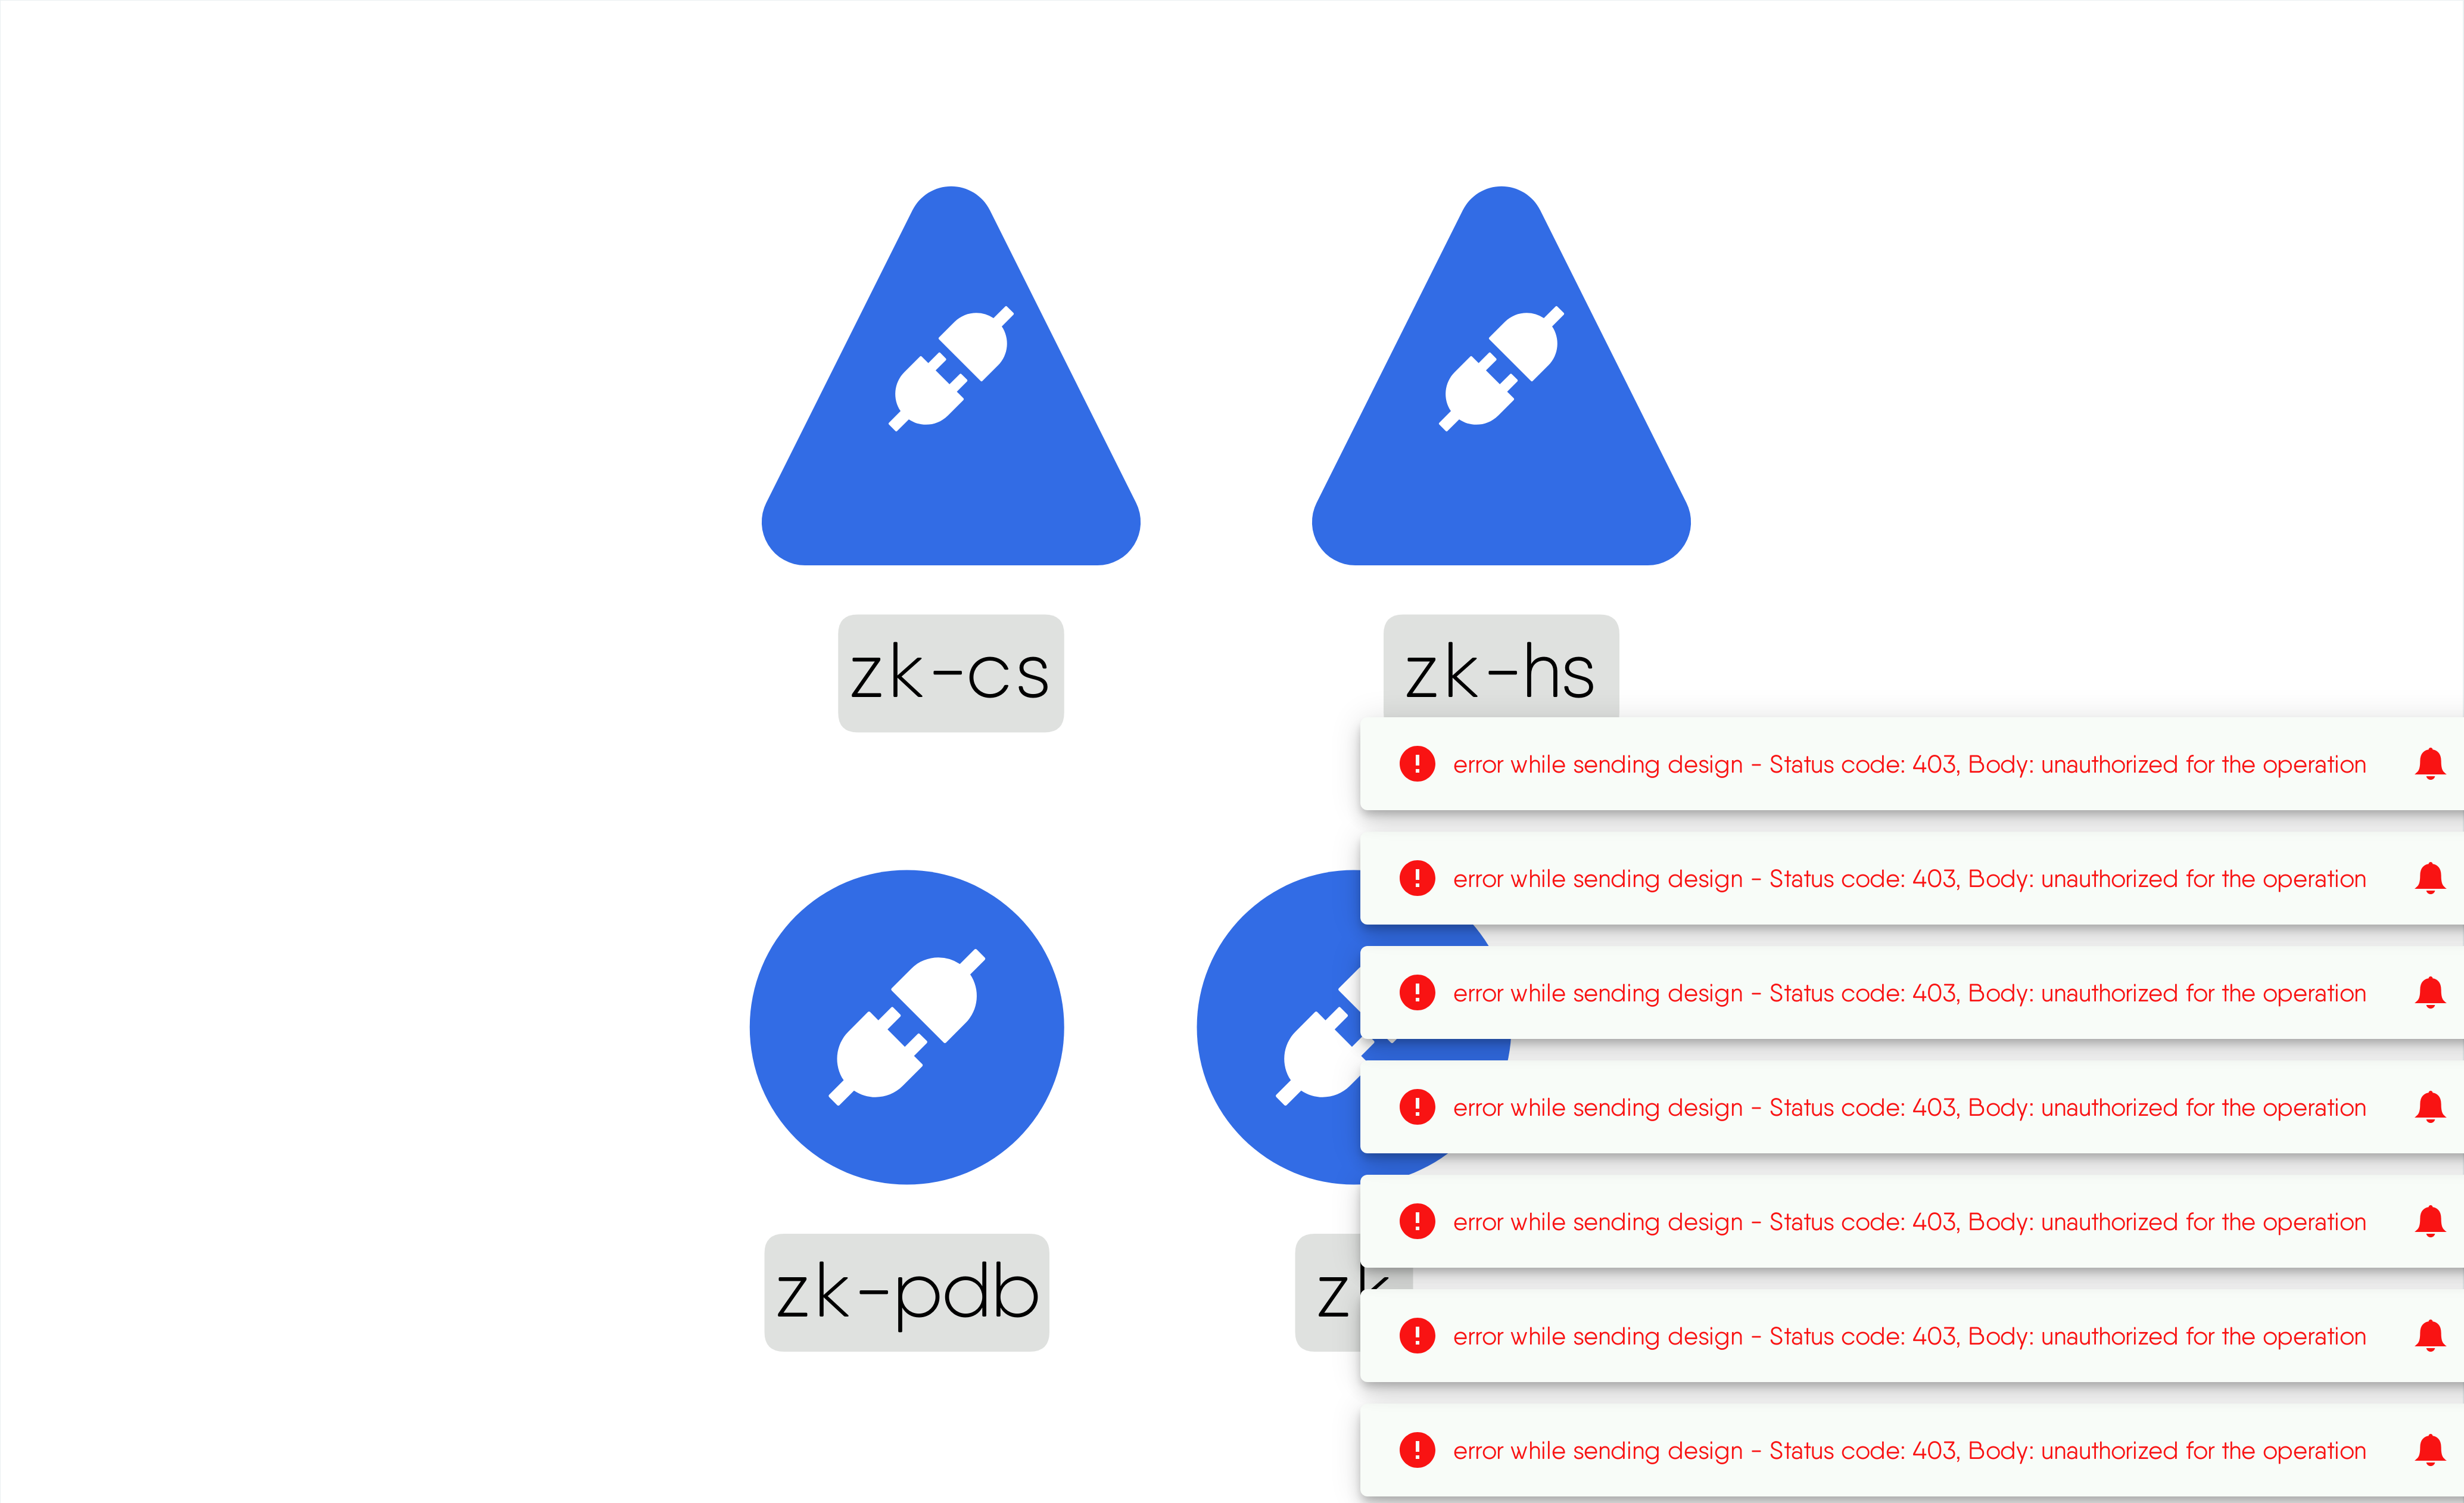 zk-cs
zk-hs
error while sending design - Status code: 403, Body: unauthorized for the operation
error while sending design - Status code: 403, Body: unauthorized for the operation
error while sending design - Status code: 403, Body: unauthorized for the operation
error while sending design - Status code: 403, Body: unauthorized for the operation
error while sending design - Status code: 403, Body: unauthorized for the operation
zk-pdb
zk
error while sending design - Status code: 403, Body: unauthorized for the operation
error while sending design - Status code: 403, Body: unauthorized for the operation